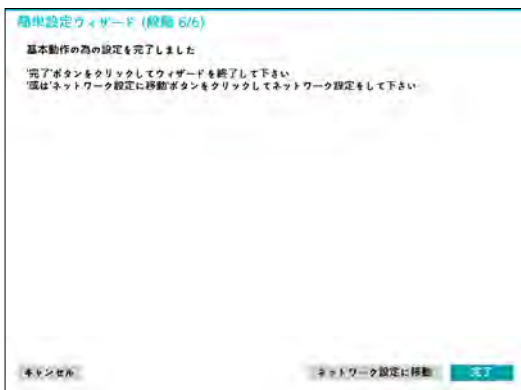 簡単設定ウィザード (段階 6/6)
基本動作の為の設定を完了しました
'完了'ボタンをクリックしてウィザードを終了して下さい
'或は'ネットワーク設定に移動'ボタンをクリックしてネットワーク設定をして下さい
キャンセル
ネットワーク設定に移動
完了